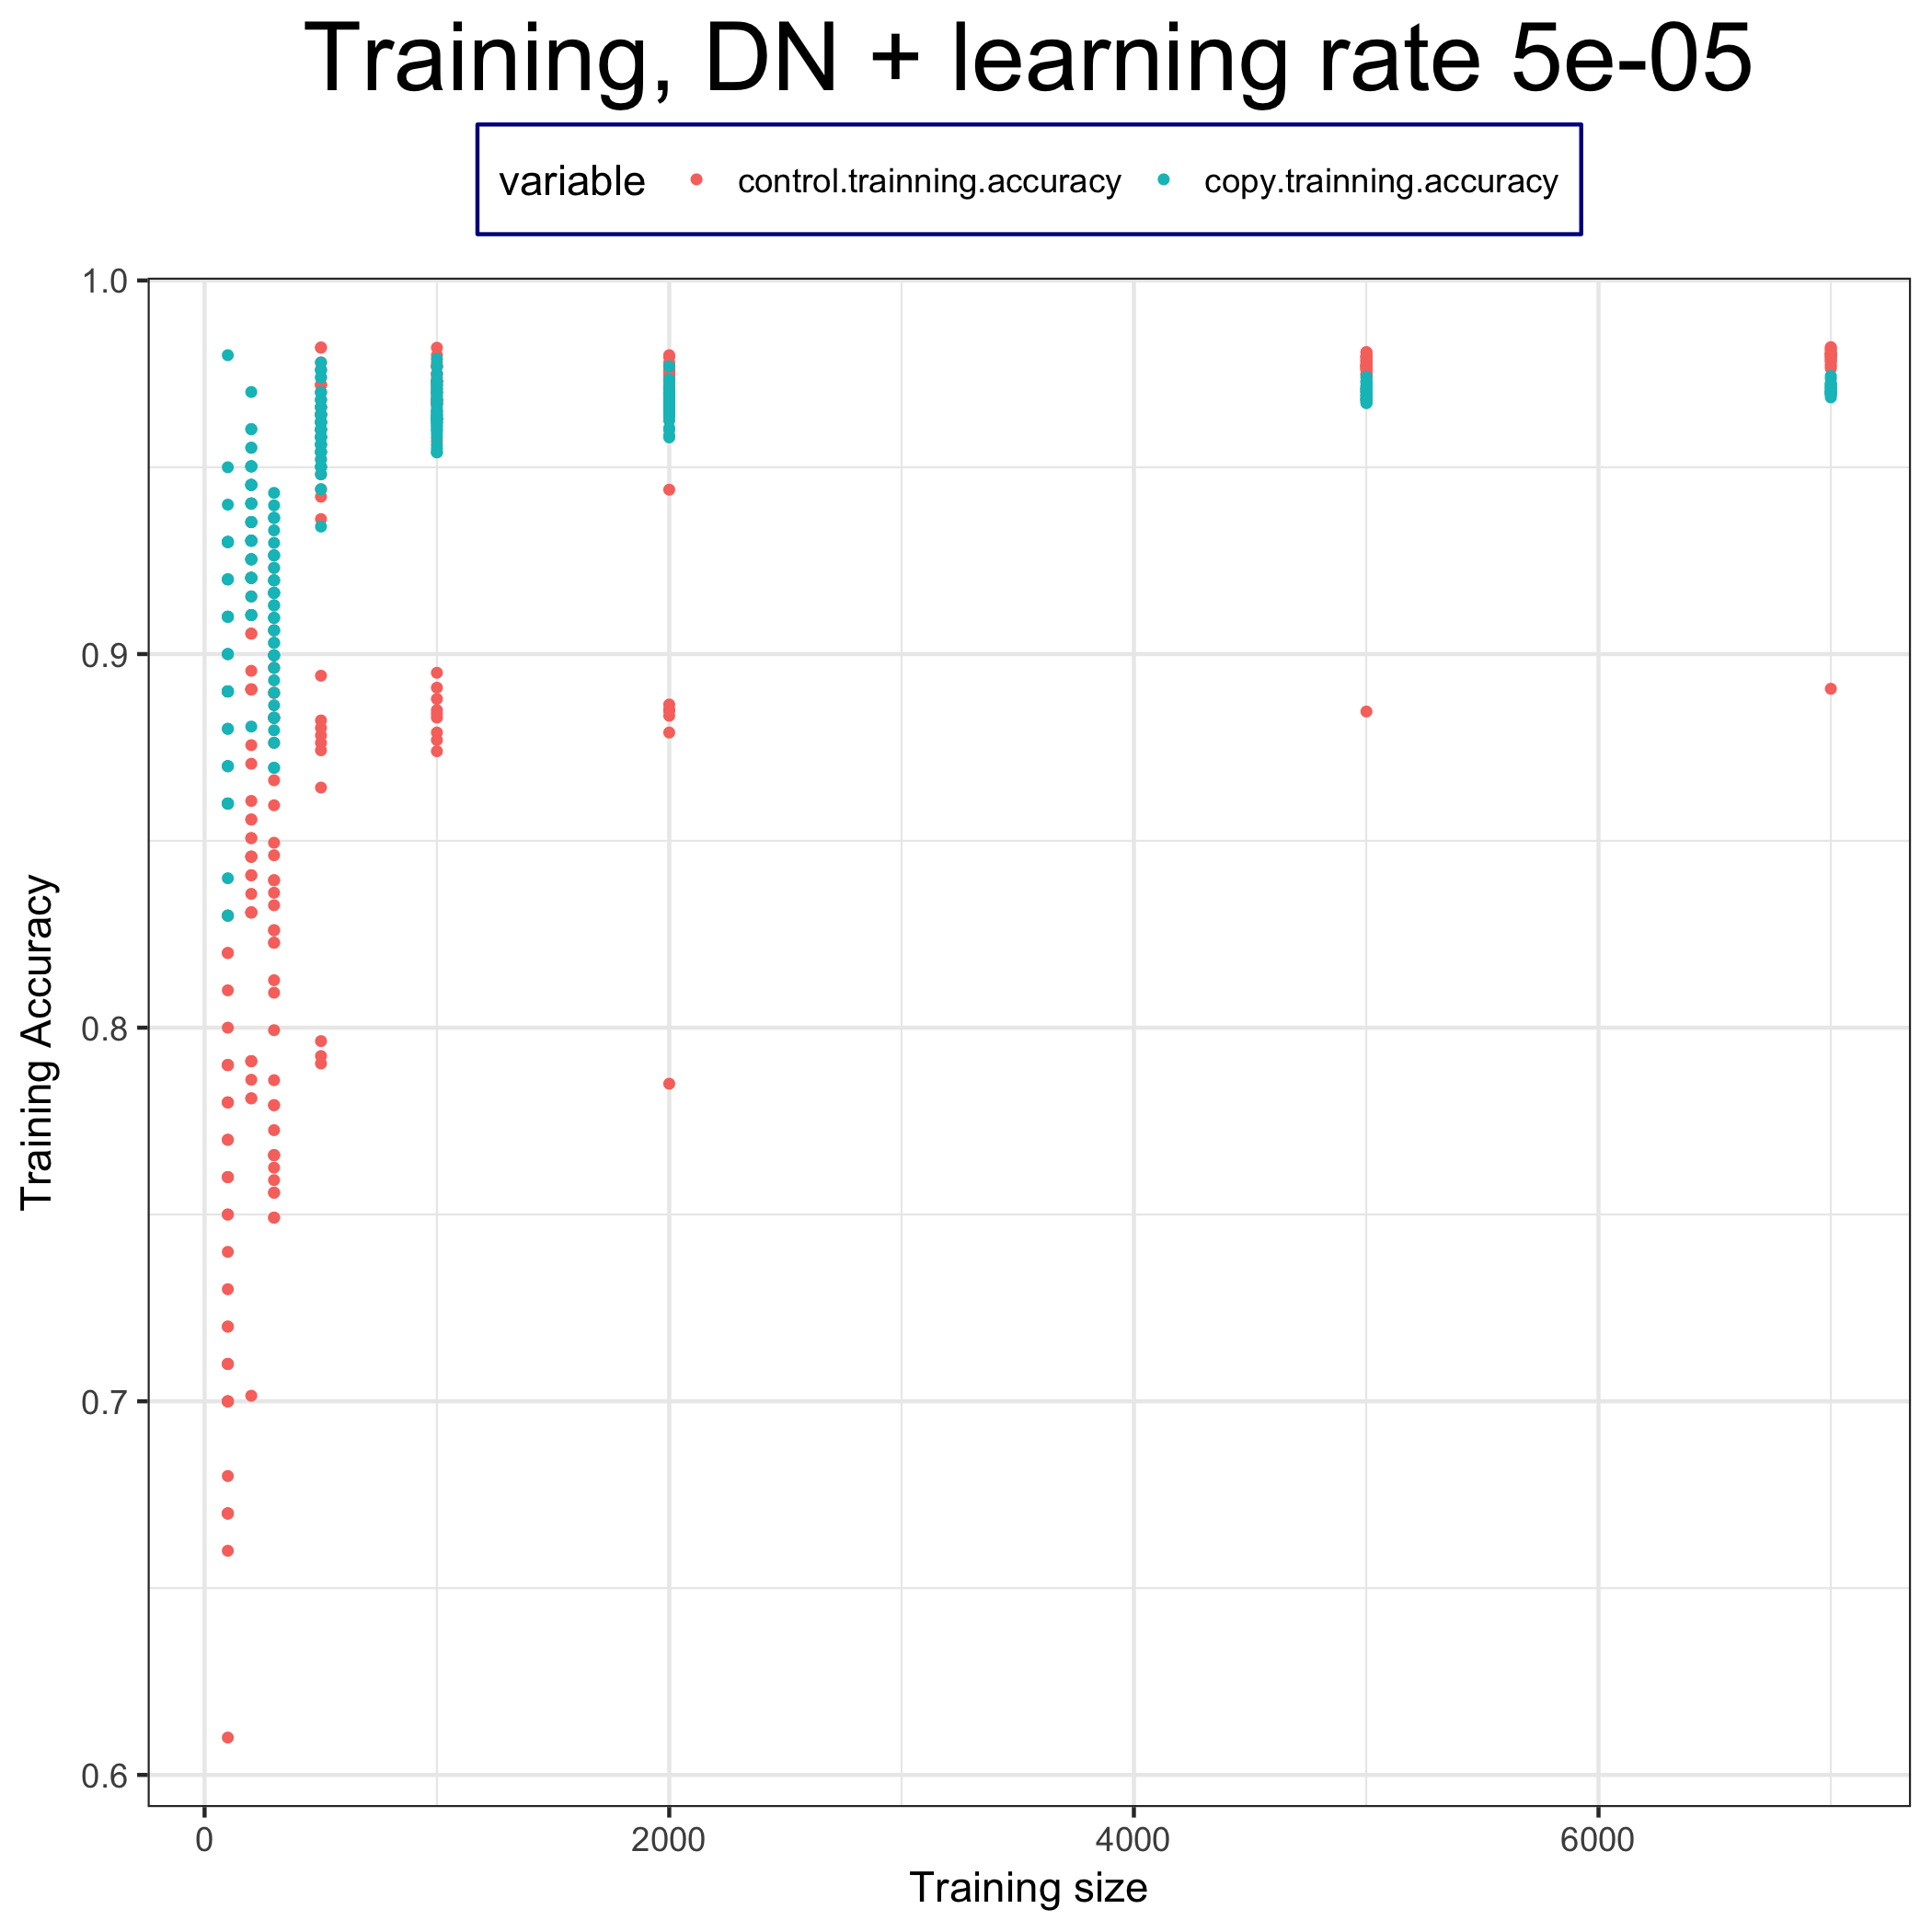 Training, DN + learning rate 5e-05
variable control.trainning.accuracy copy.trainning.accuracy
1.0
0.9
0.8
0.7
0.6
Training Accuracy
0 2000 4000 6000
Training size